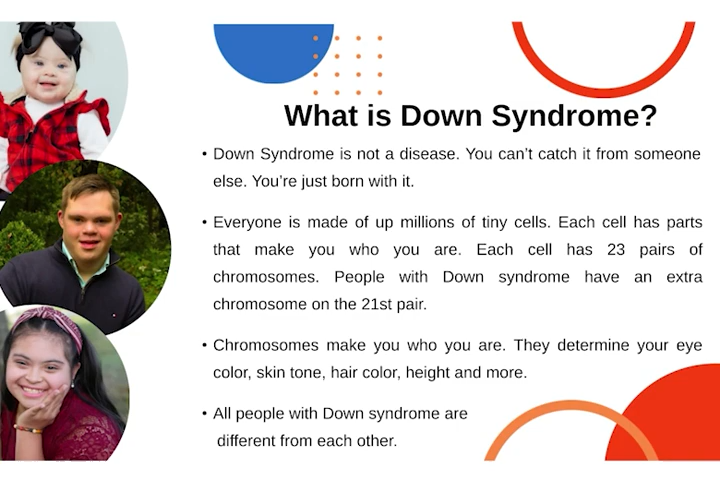 What is Down Syndrome?
• Down Syndrome is not a disease. You can’t catch it from someone
else. You’re just born with it.
• Everyone is made of up millions of tiny cells. Each cell has parts
that make you who you are. Each cell has 23 pairs of
chromosomes. People with Down syndrome have an extra
chromosome on the 21st pair.
• Chromosomes make you who you are. They determine your eye
color, skin tone, hair color, height and more.
• All people with Down syndrome are
different from each other.